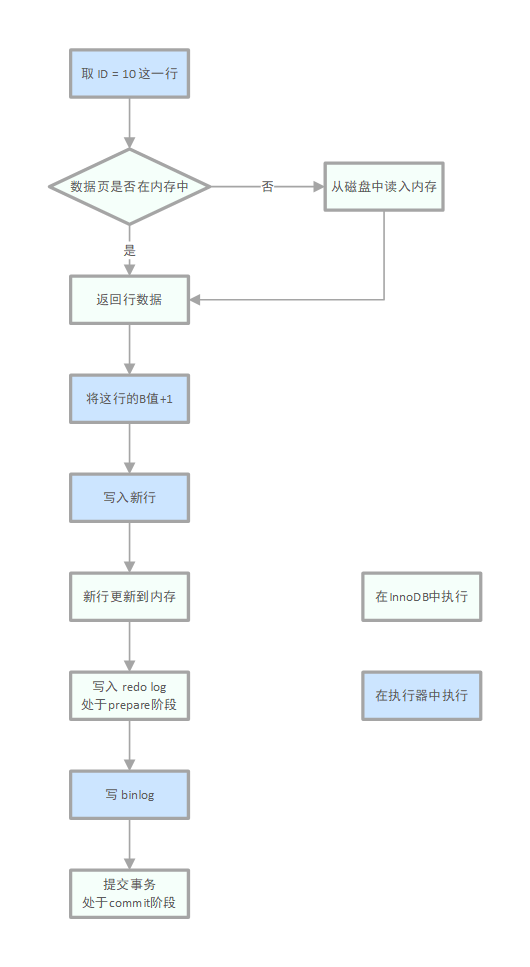 取 ID = 10 这一行
数据页是否在内存中
否
从磁盘中读入内存
是
返回行数据
将这行的B值+1
写入新行
新行更新到内存
在InnoDB中执行
写入 redo log
处于prepare阶段
在执行器中执行
写 binlog
提交事务
处于commit阶段